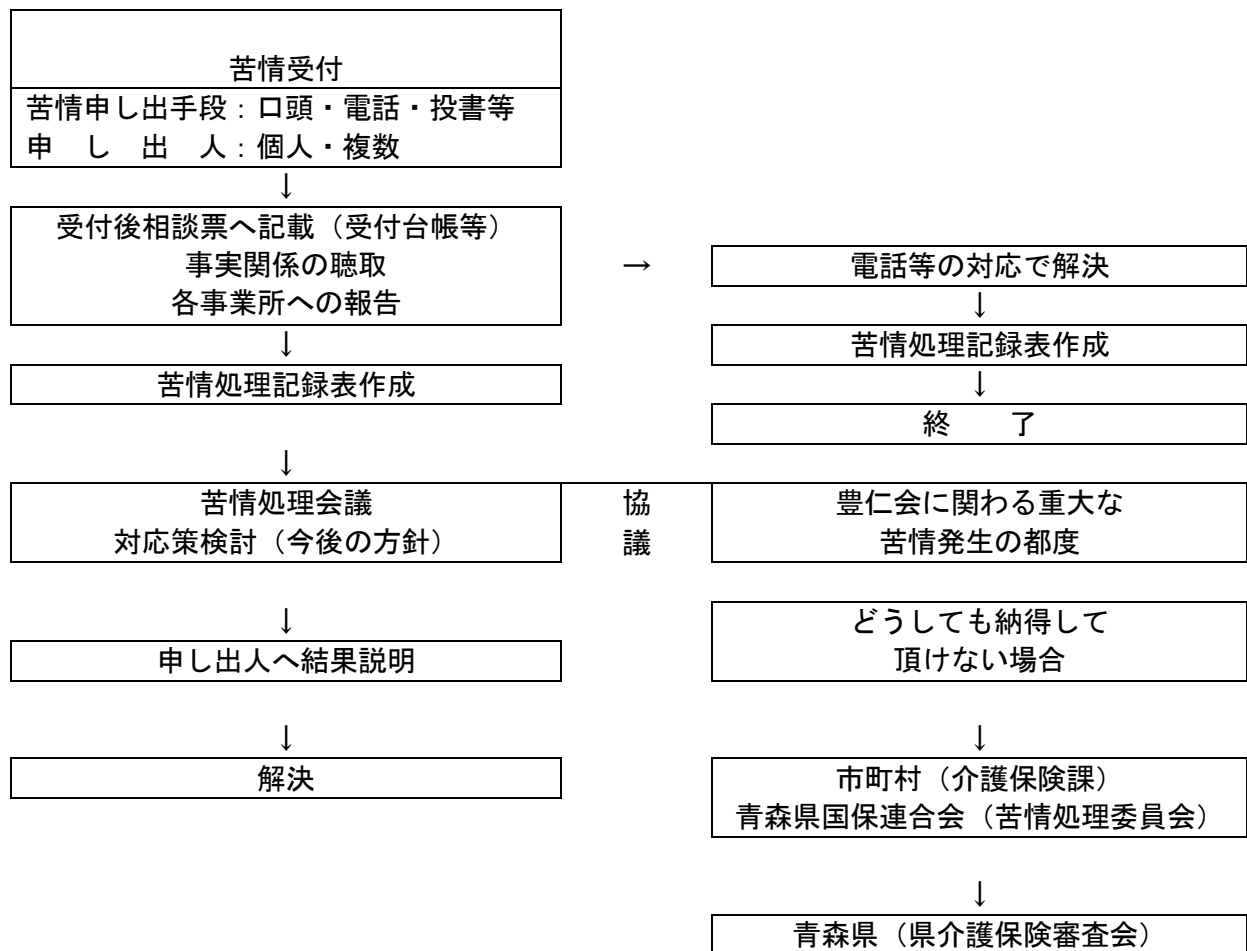 苦情受付
苦情申し出手段：口頭・電話・投書等
申　し　出　人：個人・複数
↓
受付後相談票へ記載（受付台帳等）
事実関係の聴取
各事業所への報告
→
電話等の対応で解決
↓
苦情処理記録表作成
↓
終　　了
↓
苦情処理記録表作成
↓
苦情処理会議
対応策検討（今後の方針）
協
議
豊仁会に関わる重大な
苦情発生の都度
↓
申し出人へ結果説明
↓
解決
どうしても納得して
頂けない場合
↓
市町村（介護保険課）
青森県国保連合会（苦情処理委員会）
↓
青森県（県介護保険審査会）